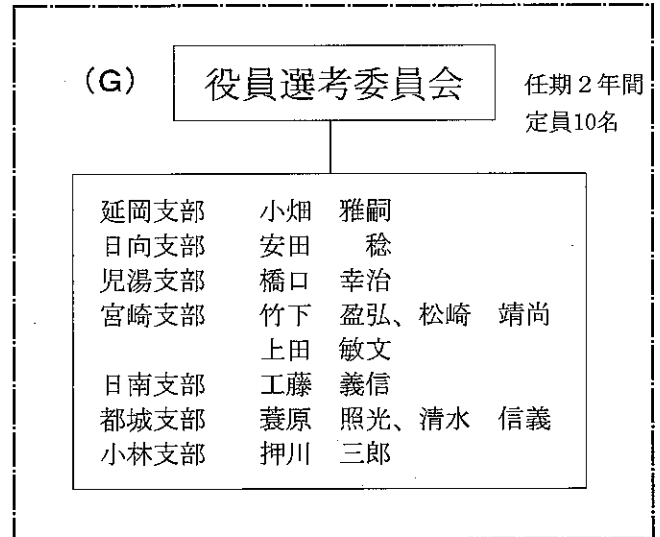 (G) 役員選考委員会 任期2年間
定員10名
延岡支部 小畑 雅嗣
日向支部 安田 稔
児湯支部 橋口 幸治
宮崎支部 竹下 盈弘、松崎 靖尚
上田 敏文
日南支部 工藤 義信
都城支部 蓑原 照光、清水 信義
小林支部 押川 三郎